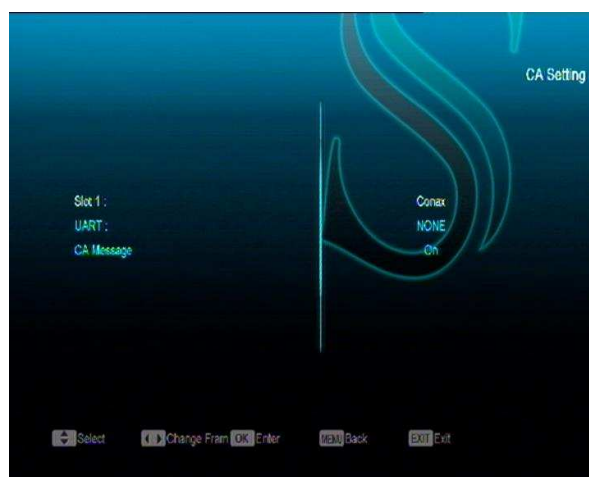 CA Setting
Slot 1 : Conax
UART : NONE
CA Message On
Select Change Fram OK Enter MENU Back EXIT Exit